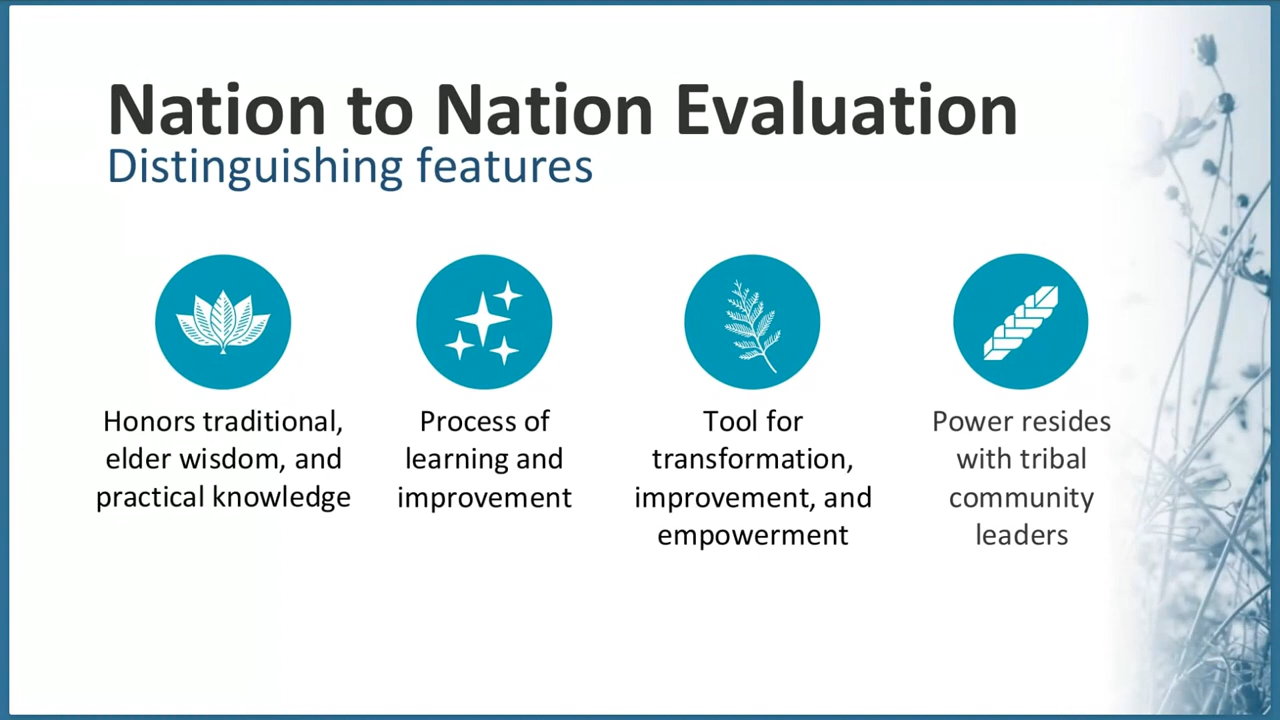 Nation to Nation Evaluation
Distinguishing features
Honors traditional,
elder wisdom, and
practical knowledge
Process of
learning and
improvement
Tool for
transformation,
improvement, and
empowerment
Power resides
with tribal
community
leaders